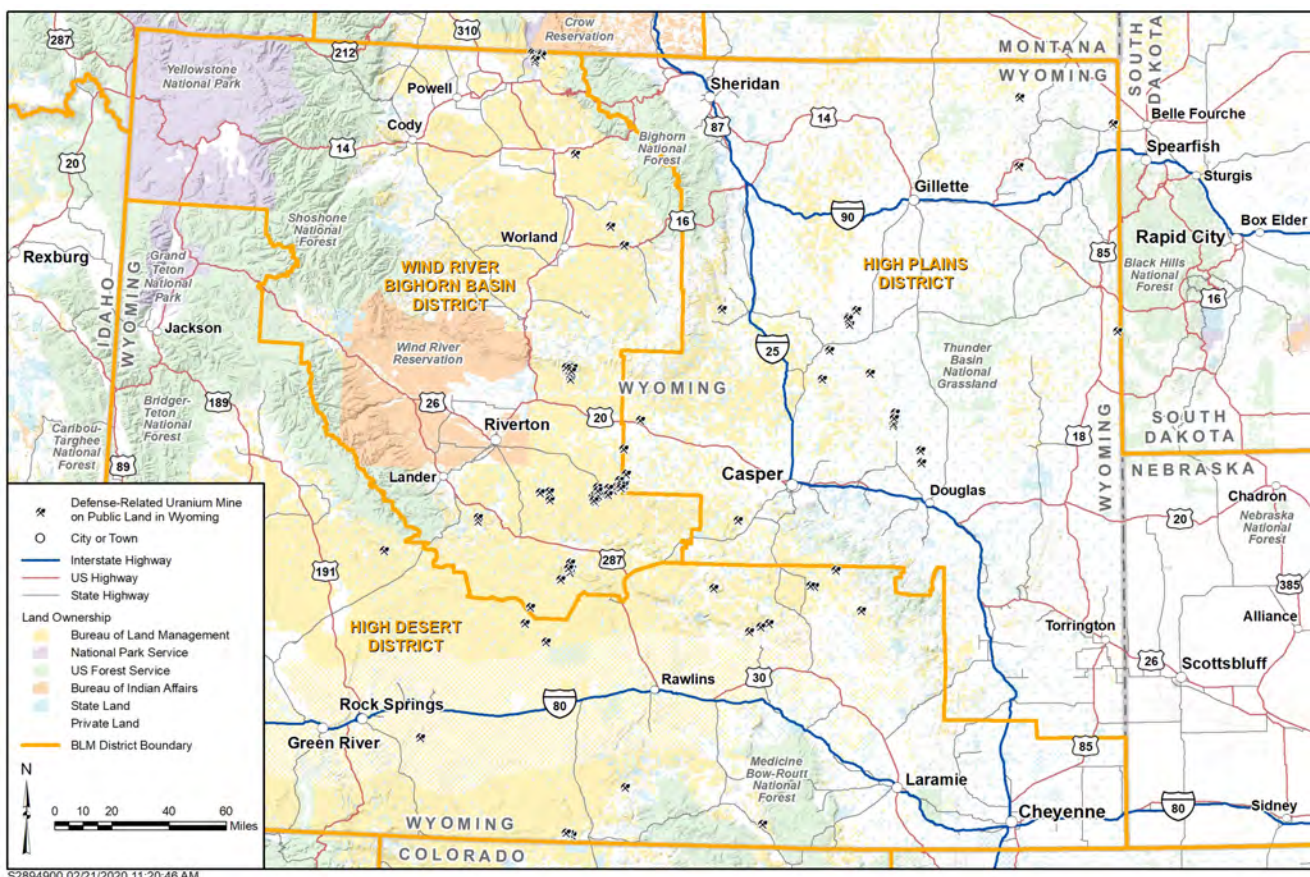 287
212
310
Crow
Reservation
MONTANA
WYOMING
SOUTH
DAKOTA
Yellowstone
National Park
Powell
Sheridan
Belle Fourche
Cody
14
87
14
Bighorn
National
Forest
20
Spearfish
Sturgis
Gillette
90
Shoshone
National
Forest
16
Box Elder
Rexburg
Worland
Rapid City
Grand
Teton
National
Park
WIND RIVER
BIGHORN BASIN
DISTRICT
HIGH PLAINS
DISTRICT
85
Black Hills
National
Forest
16
IDAHO
WYOMING
Jackson
Wind River
Reservation
25
Thunder
Basin
National
Grassland
WYOMING
Bridger-
Teton
National
Forest
189
26
20
Riverton
Caribou-
Targhee
National
Forest
89
18
WYOMING
SOUTH
DAKOTA
NEBRASKA
Lander
Casper
Douglas
Chadron
20
Nebraska
National
Forest
287
191
385
HIGH DESERT
DISTRICT
Torrington
Alliance
26
Scottsbluff
Rawlins
30
Rock Springs
80
Green River
85
Medicine
Bow-Routt
National
Forest
Laramie
Cheyenne
80
Sidney
WYOMING
COLORADO
Defense-Related Uranium Mine
on Public Land in Wyoming
City or Town
Interstate Highway
US Highway
State Highway
Land Ownership
Bureau of Land Management
National Park Service
US Forest Service
Bureau of Indian Affairs
State Land
Private Land
BLM District Boundary
N
0 20 40 60
Miles
S2894900 02/21/2020 11:20:46 AM